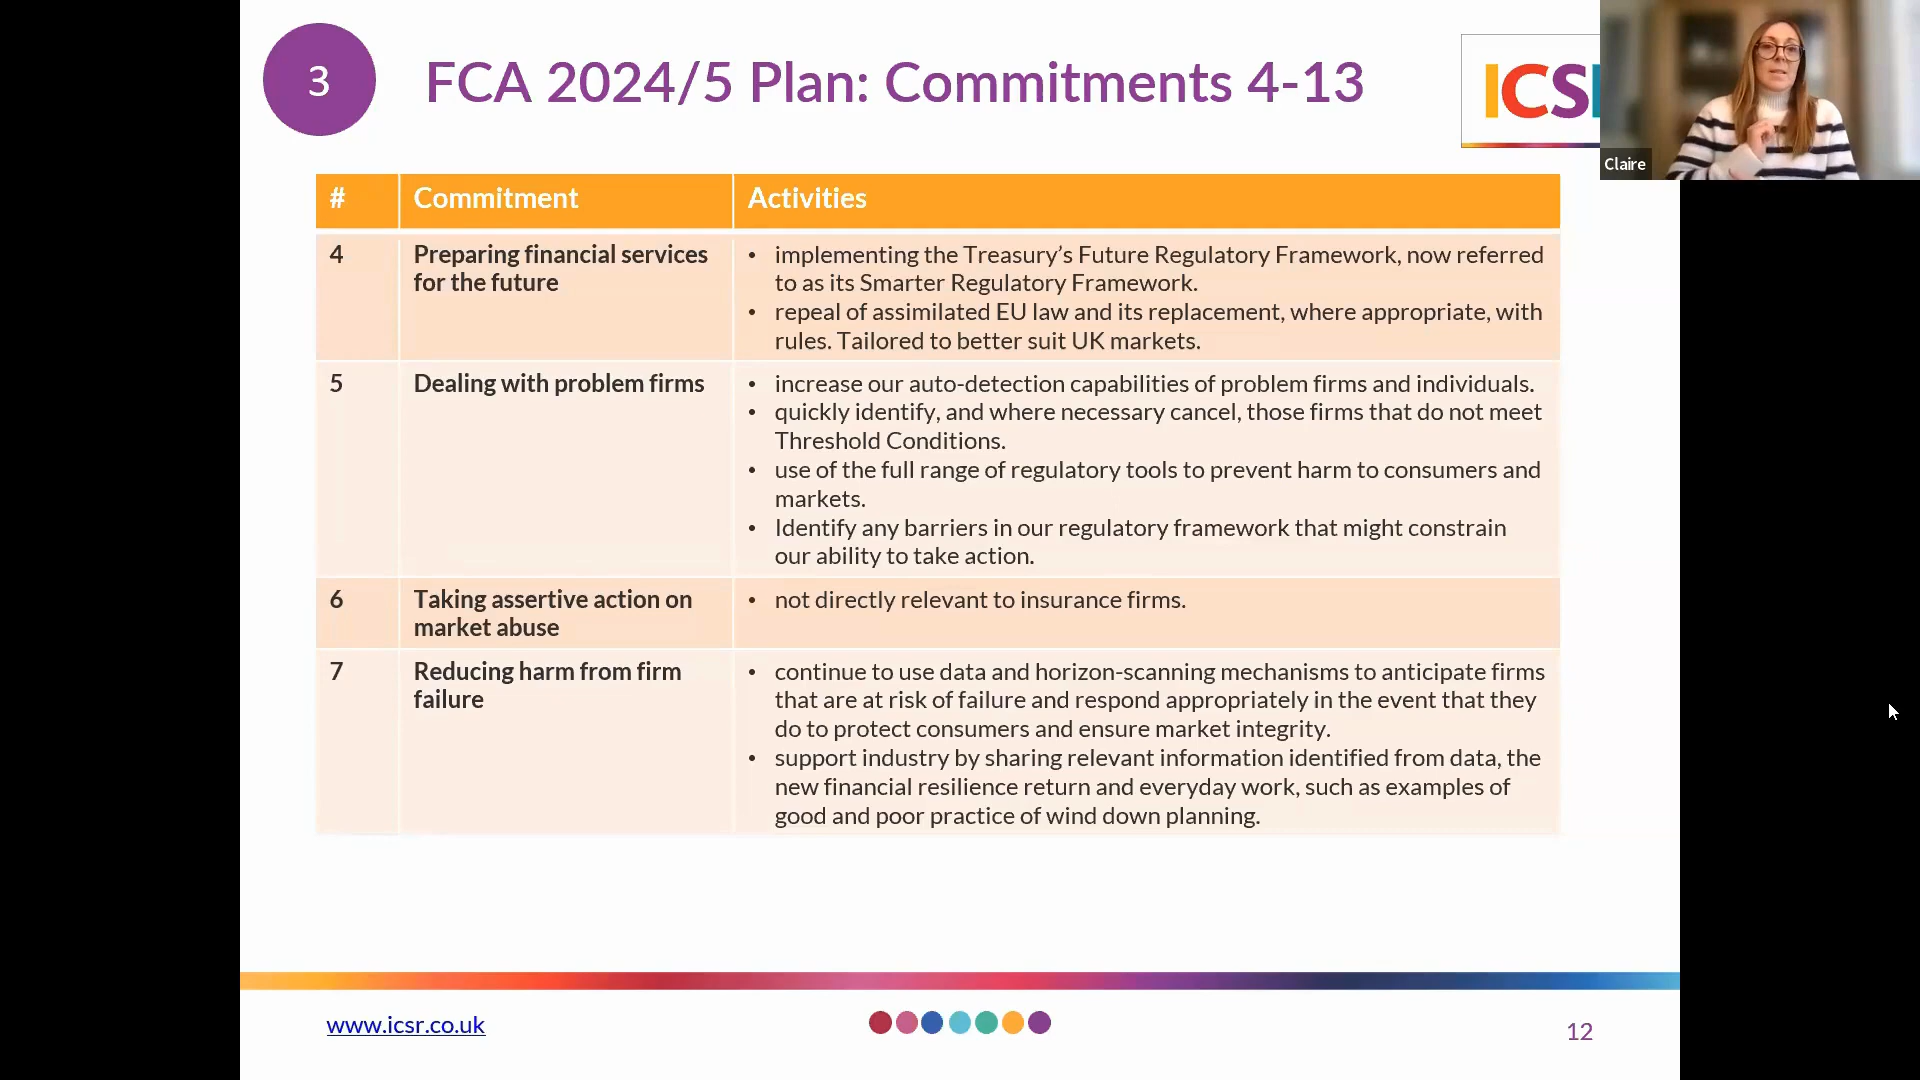 3
FCA 2024/5 Plan: Commitments 4-13
ICS
Claire
# Commitment Activities
4 Preparing financial services for the future
• implementing the Treasury’s Future Regulatory Framework, now referred
to as its Smarter Regulatory Framework.
• repeal of assimilated EU law and its replacement, where appropriate, with
rules. Tailored to better suit UK markets.
5 Dealing with problem firms
• increase our auto-detection capabilities of problem firms and individuals.
• quickly identify, and where necessary cancel, those firms that do not meet
Threshold Conditions.
• use of the full range of regulatory tools to prevent harm to consumers and
markets.
• Identify any barriers in our regulatory framework that might constrain
our ability to take action.
6 Taking assertive action on
market abuse
• not directly relevant to insurance firms.
7 Reducing harm from firm
failure
• continue to use data and horizon-scanning mechanisms to anticipate firms
that are at risk of failure and respond appropriately in the event that they
do to protect consumers and ensure market integrity.
• support industry by sharing relevant information identified from data, the
new financial resilience return and everyday work, such as examples of
good and poor practice of wind down planning.
www.icsr.co.uk
12